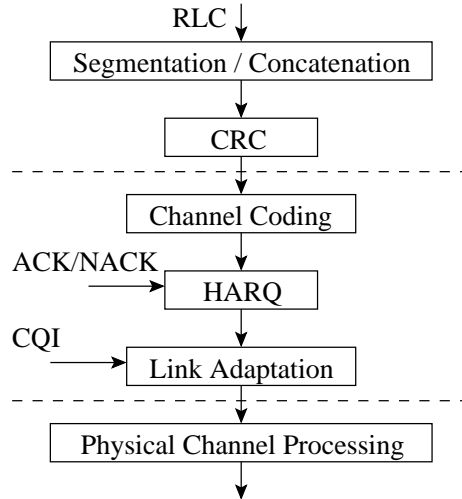 RLC
Segmentation / Concatenation
CRC
Channel Coding
ACK/NACK
HARQ
CQI
Link Adaptation
Physical Channel Processing